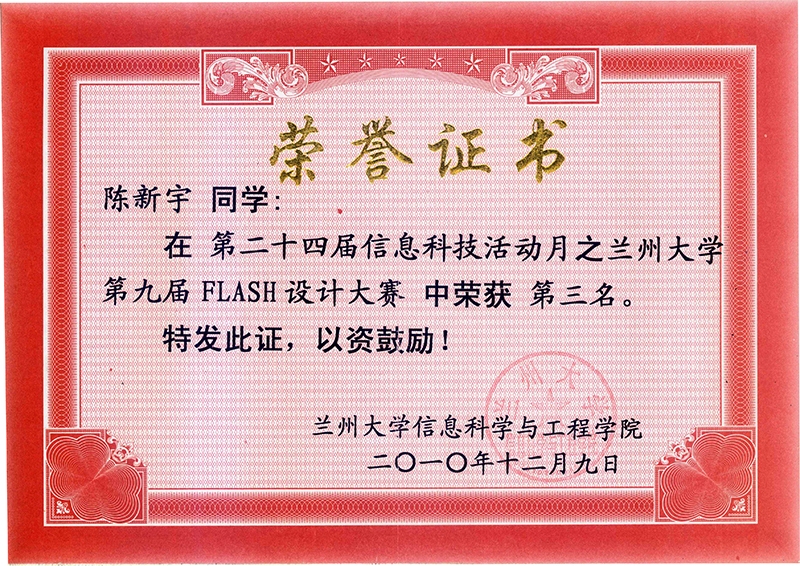 荣誉证书
陈新宇 同学:
在 第二十四届信息科技活动月之兰州大学
第九届 FLASH 设计大赛 中荣获 第三名。
特发此证，以资鼓励！
兰州大学信息科学与工程学院
二〇一〇年十二月九日